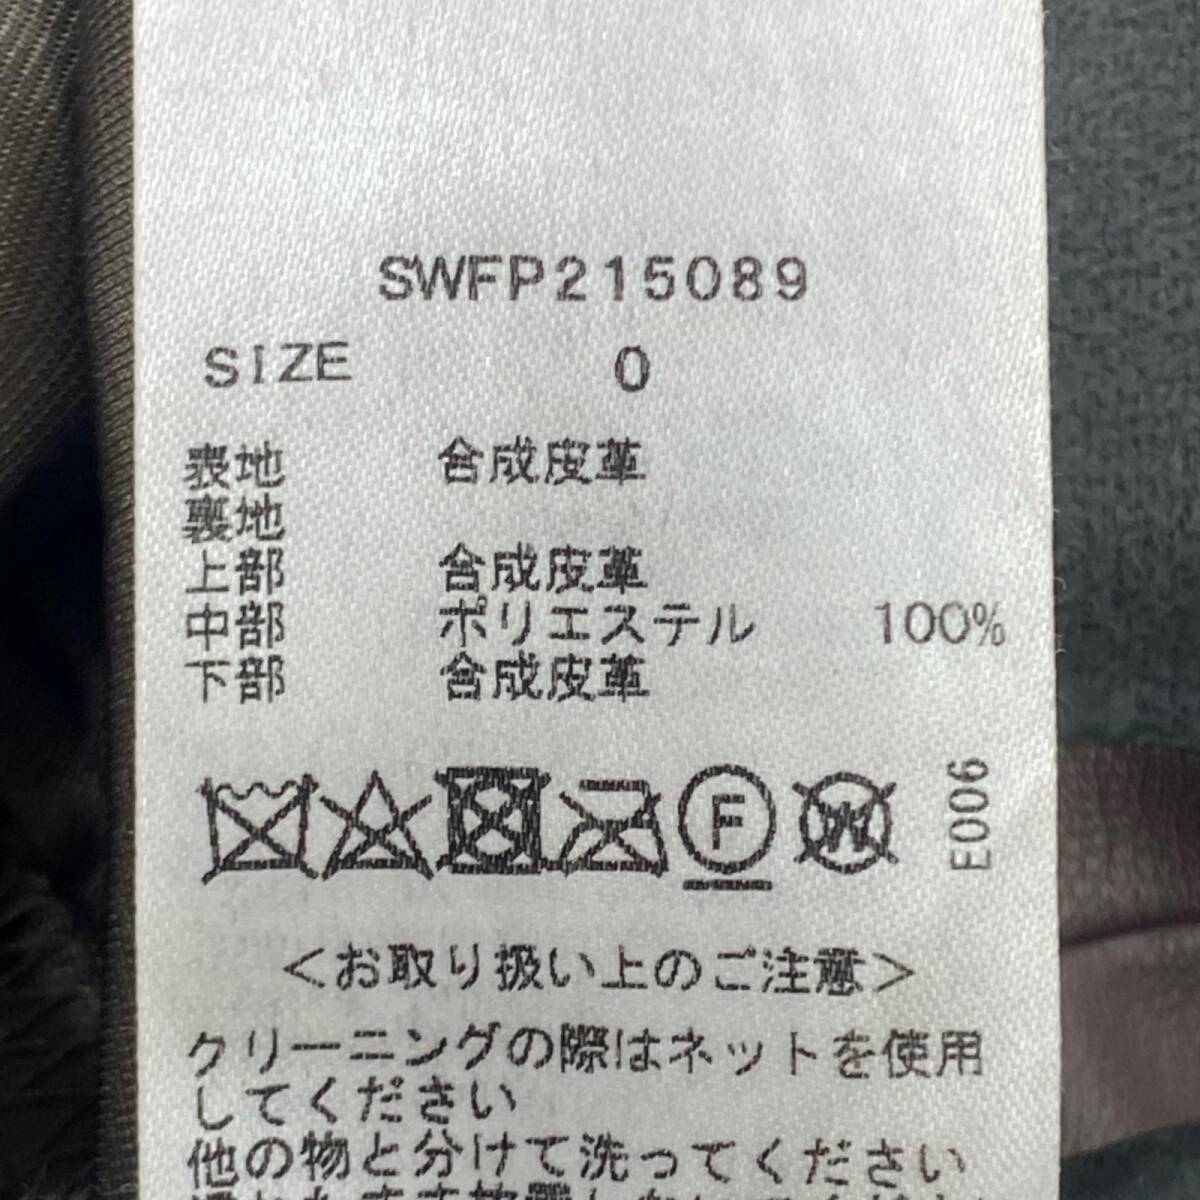 SWFP215089
SIZE 0
表地 合成皮革
裏地
上部 合成皮革
中部 ポリエステル 100%
下部 合成皮革
F W
E006
<お取り扱い上のご注意>
クリーニングの際はネットを使用
してください
他の物と分けて洗ってください